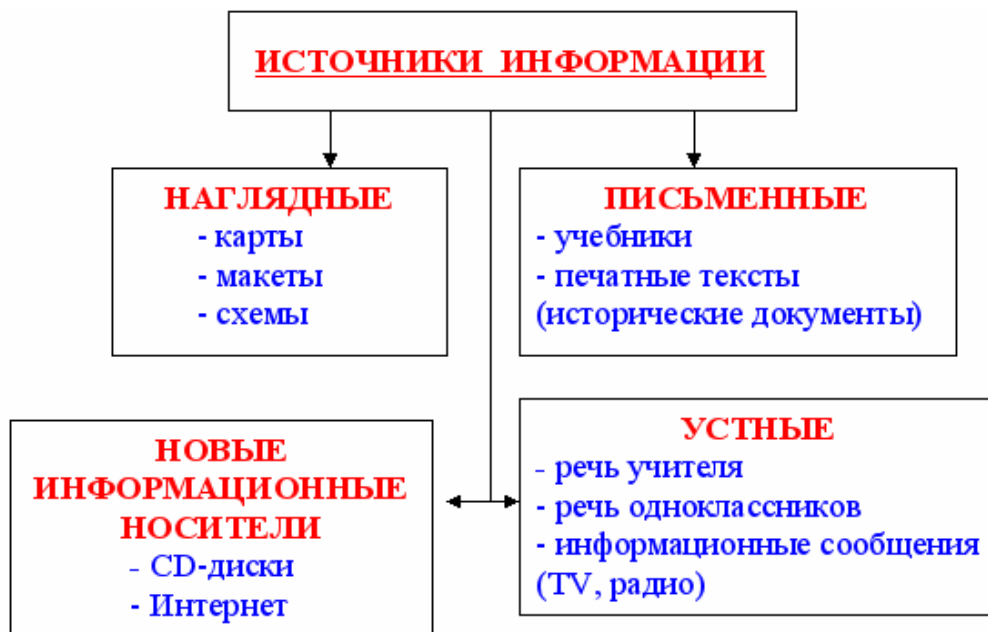 ИСТОЧНИКИ ИНФОРМАЦИИ
НАГЛЯДНЫЕ
- карты
- макеты
- схемы
ПИСЬМЕННЫЕ
- учебники
- печатные тексты
(исторические документы)
НОВЫЕ
ИНФОРМАЦИОННЫЕ
НОСИТЕЛИ
- CD-диски
- Интернет
УСТНЫЕ
- речь учителя
- речь одноклассников
- информационные сообщения
(TV, радио)